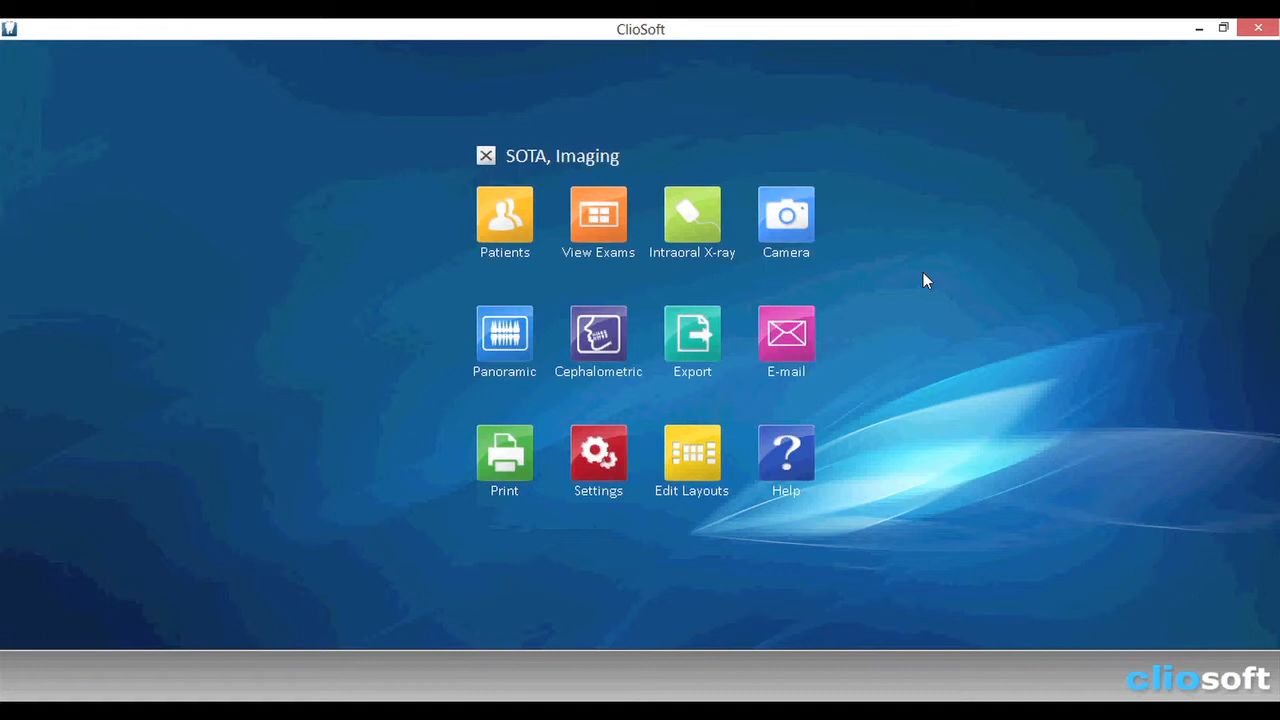 ClioSoft
SOTA, Imaging
Patients
View Exams
Intraoral X-ray
Camera
Panoramic
Cephalometric
Export
E-mail
Print
Settings
Edit Layouts
Help
cliosoft